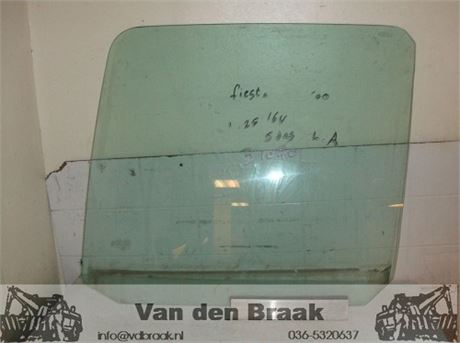 fiesta '00
1.25 16V
5 drs L.A
Van den Braak
info@vdbraak.nl
036-5320637